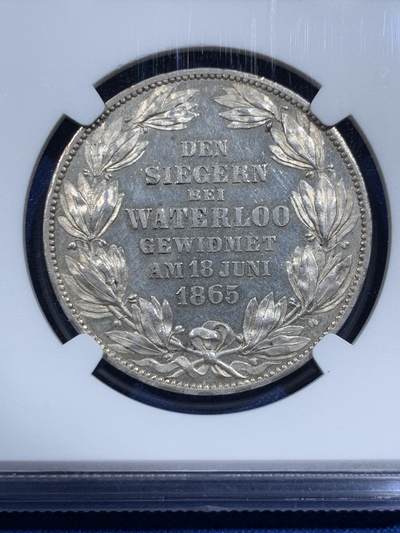 DEN
SIEGERN
BEI
WATERLOO
GEWIDMET
AM 18 JUNI
1865